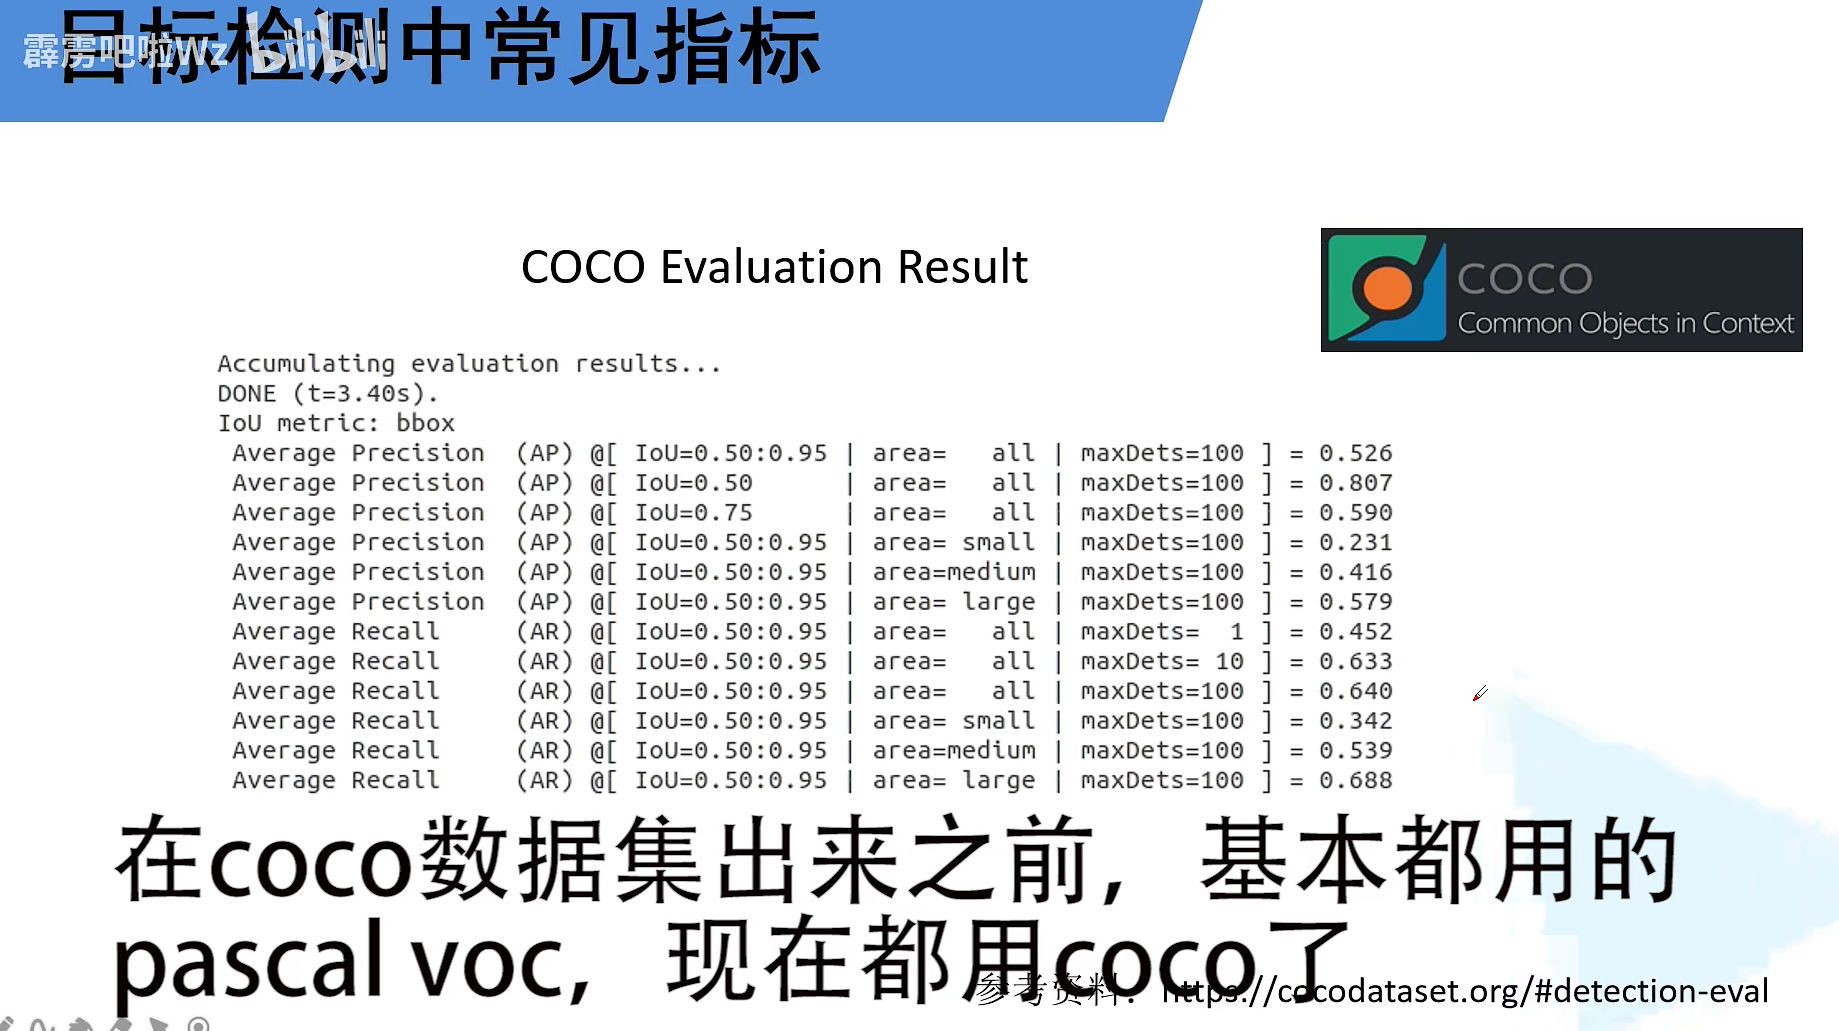 目标检测中常见指标
霹雳吧啦Wz bilibili
COCO Evaluation Result
COCO
Common Objects in Context
Accumulating evaluation results...
DONE (t=3.40s).
IoU metric: bbox
Average Precision  (AP) @[ IoU=0.50:0.95 | area=   all | maxDets=100 ] = 0.526
Average Precision  (AP) @[ IoU=0.50      | area=   all | maxDets=100 ] = 0.807
Average Precision  (AP) @[ IoU=0.75      | area=   all | maxDets=100 ] = 0.590
Average Precision  (AP) @[ IoU=0.50:0.95 | area= small | maxDets=100 ] = 0.231
Average Precision  (AP) @[ IoU=0.50:0.95 | area=medium | maxDets=100 ] = 0.416
Average Precision  (AP) @[ IoU=0.50:0.95 | area= large | maxDets=100 ] = 0.579
Average Recall     (AR) @[ IoU=0.50:0.95 | area=   all | maxDets=  1 ] = 0.452
Average Recall     (AR) @[ IoU=0.50:0.95 | area=   all | maxDets= 10 ] = 0.633
Average Recall     (AR) @[ IoU=0.50:0.95 | area=   all | maxDets=100 ] = 0.640
Average Recall     (AR) @[ IoU=0.50:0.95 | area= small | maxDets=100 ] = 0.342
Average Recall     (AR) @[ IoU=0.50:0.95 | area=medium | maxDets=100 ] = 0.539
Average Recall     (AR) @[ IoU=0.50:0.95 | area= large | maxDets=100 ] = 0.688
在coco数据集出来之前，基本都用的
pascal voc，现在都用coco了
参考资料：https://cocodataset.org/#detection-eval